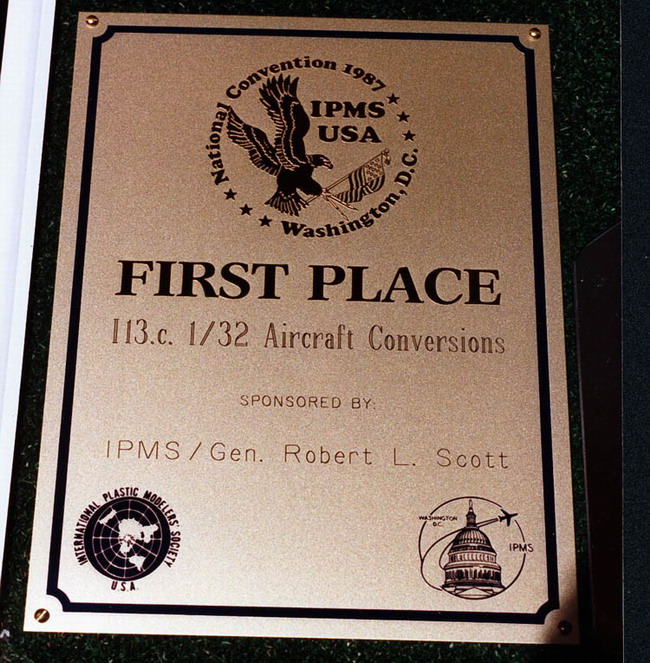 National Convention 1987
IPMS
USA
Washington, D.C.
FIRST PLACE
113.c. 1/32 Aircraft Conversions
SPONSORED BY:
IPMS/Gen. Robert L. Scott
INTERNATIONAL PLASTIC MODELERS' SOCIETY
U.S.A.
WASHINGTON
D.C.
IPMS